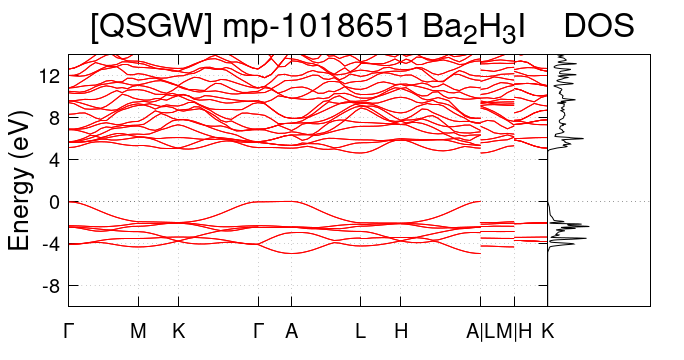 [QSGW] mp-1018651 Ba₂H₃I DOS
Energy (eV)
12
8
4
0
-4
-8
Γ M K Γ A L H A|LM|H K